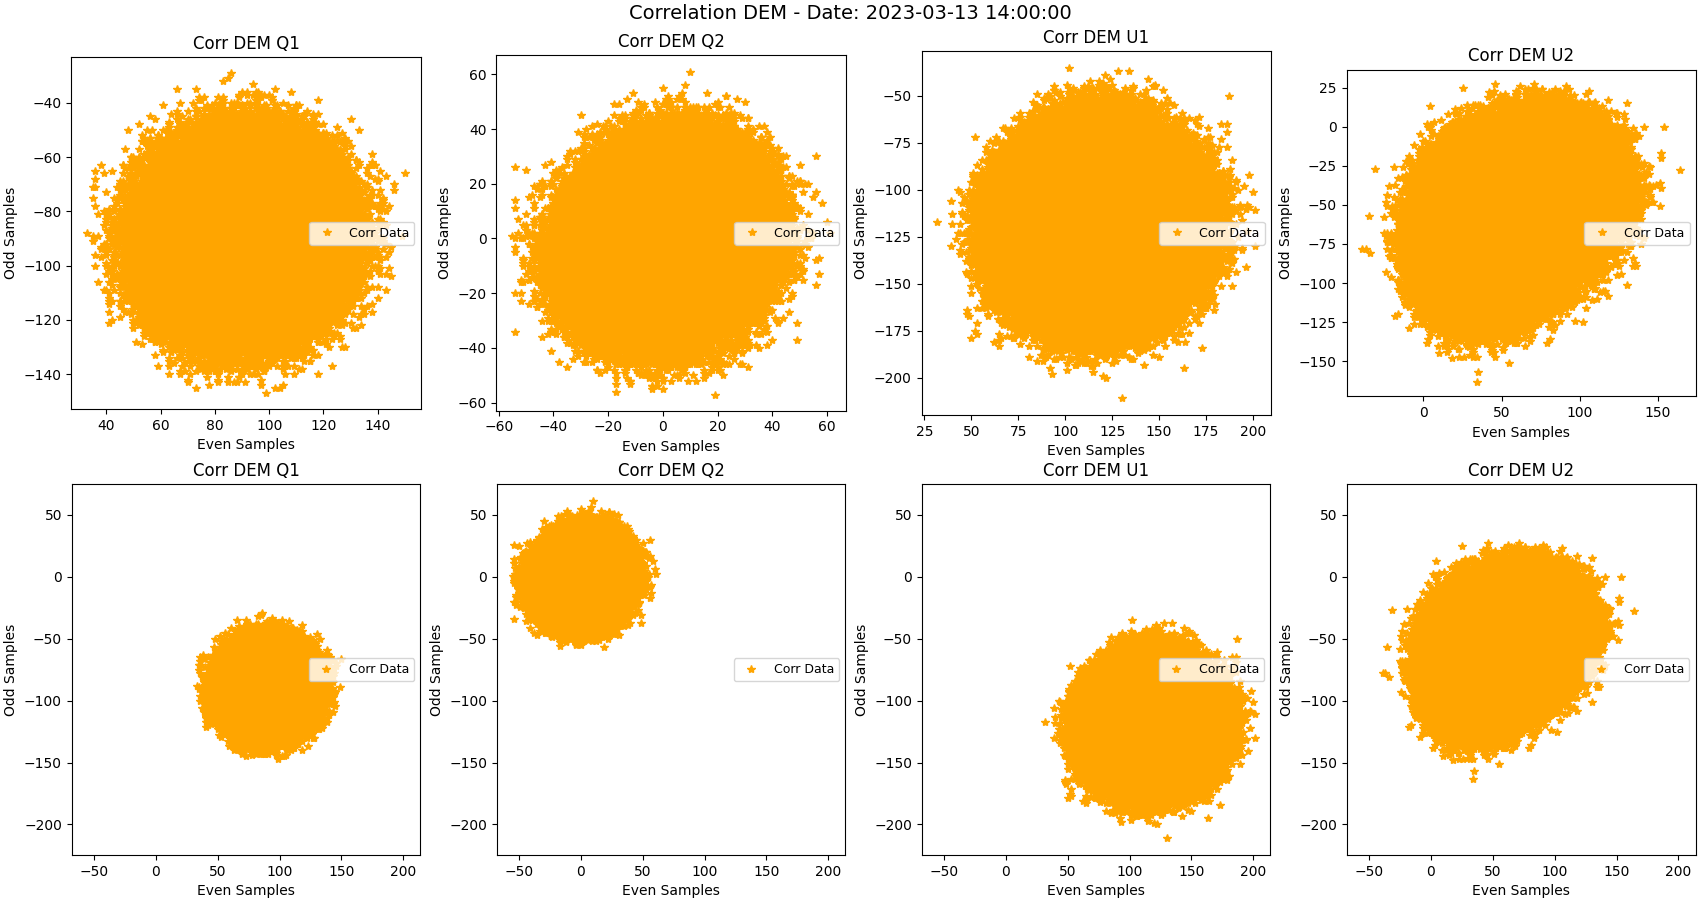 Correlation DEM - Date: 2023-03-13 14:00:00
Corr DEM Q1
Corr DEM Q2
Corr DEM U1
Corr DEM U2
Odd Samples
−40
−60
−80
−100
−120
−140
Corr Data
40 60 80 100 120 140
Even Samples
Odd Samples
60
40
20
0
−20
−40
−60
Corr Data
−60 −40 −20 0 20 40 60
Even Samples
Odd Samples
−50
−75
−100
−125
−150
−175
−200
Corr Data
25 50 75 100 125 150 175 200
Even Samples
Odd Samples
25
0
−25
−50
−75
−100
−125
−150
Corr Data
0 50 100 150
Even Samples
Corr DEM Q1
Corr DEM Q2
Corr DEM U1
Corr DEM U2
Odd Samples
50
0
−50
−100
−150
−200
Corr Data
−50 0 50 100 150 200
Even Samples
Odd Samples
50
0
−50
−100
−150
−200
Corr Data
−50 0 50 100 150 200
Even Samples
Odd Samples
50
0
−50
−100
−150
−200
Corr Data
−50 0 50 100 150 200
Even Samples
Odd Samples
50
0
−50
−100
−150
−200
Corr Data
−50 0 50 100 150 200
Even Samples